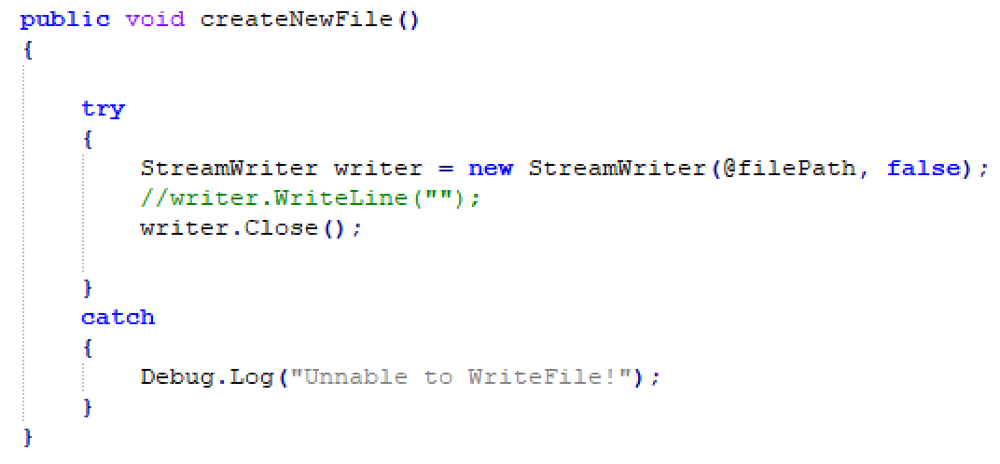 public void createNewFile()
{
try
{
StreamWriter writer = new StreamWriter(@filePath, false);
//writer.WriteLine("");
writer.Close();
}
catch
{
Debug.Log("Unnable to WriteFile!");
}
}